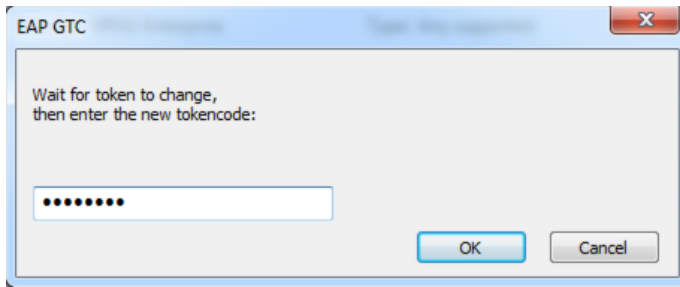 EAP GTC
Wait for token to change,
then enter the new tokencode:
••••••••
OK Cancel